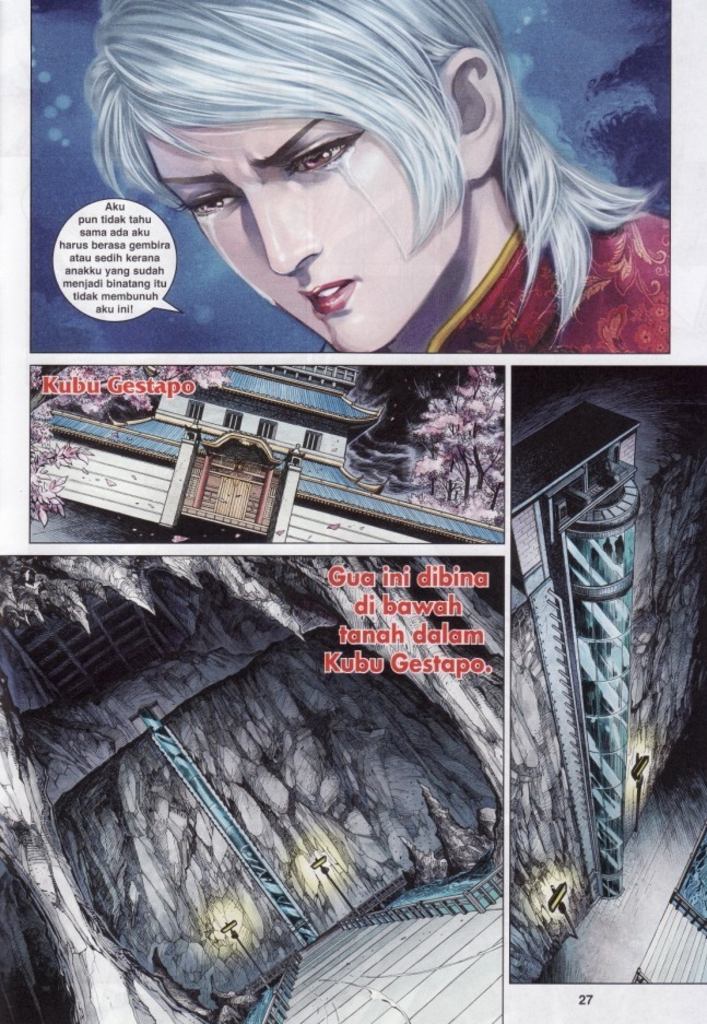 Aku
pun tidak tahu
sama ada aku
harus berasa gembira
atau sedih kerana
anakku yang sudah
menjadi binatang itu
tidak membunuh
aku ini!
Kubu Gestapo
Gua ini dibina
di bawah
tanah dalam
Kubu Gestapo.
27